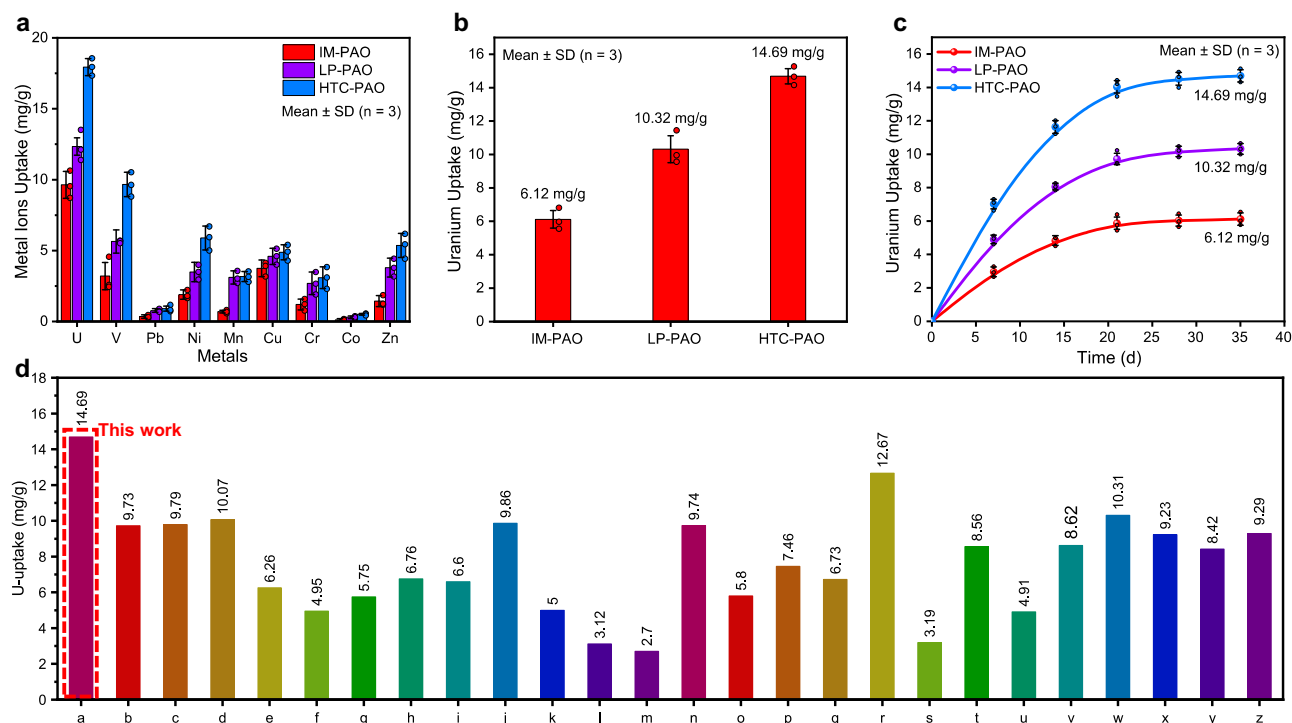 a
20
15
10
5
0
Metal Ions Uptake (mg/g)
IM-PAO
LP-PAO
HTC-PAO
Mean ± SD (n = 3)
U V Pb Ni Mn Cu Cr Co Zn
Metals
b
16
14
12
10
8
6
4
2
0
Uranium Uptake (mg/g)
Mean ± SD (n = 3)
6.12 mg/g
10.32 mg/g
14.69 mg/g
IM-PAO LP-PAO HTC-PAO
c
16
14
12
10
8
6
4
2
0
Uranium Uptake (mg/g)
IM-PAO
LP-PAO
HTC-PAO
Mean ± SD (n = 3)
14.69 mg/g
10.32 mg/g
6.12 mg/g
0 5 10 15 20 25 30 35 40
Time (d)
d
18
16
14
12
10
8
6
4
2
0
U-uptake (mg/g)
This work
14.69 9.73 9.79 10.07 6.26 4.95 5.75 6.76 6.6 9.86 5 3.12 2.7 9.74 5.8 7.46 6.73 12.67 3.19 8.56 4.91 8.62 10.31 9.23 8.42 9.29
a b c d e f g h i j k l m n o p q r s t u v w x y z